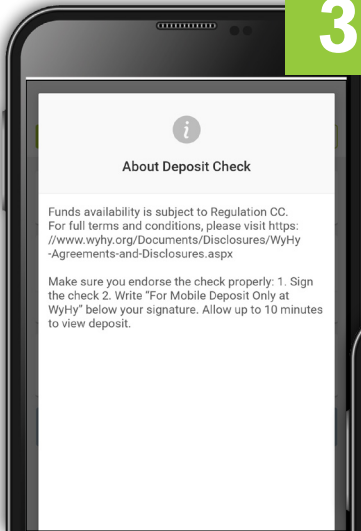 3
About Deposit Check
Funds availability is subject to Regulation CC.
For full terms and conditions, please visit https:
//www.wyhy.org/Documents/Disclosures/WyHy
-Agreements-and-Disclosures.aspx
Make sure you endorse the check properly: 1. Sign
the check 2. Write “For Mobile Deposit Only at
WyHy” below your signature. Allow up to 10 minutes
to view deposit.